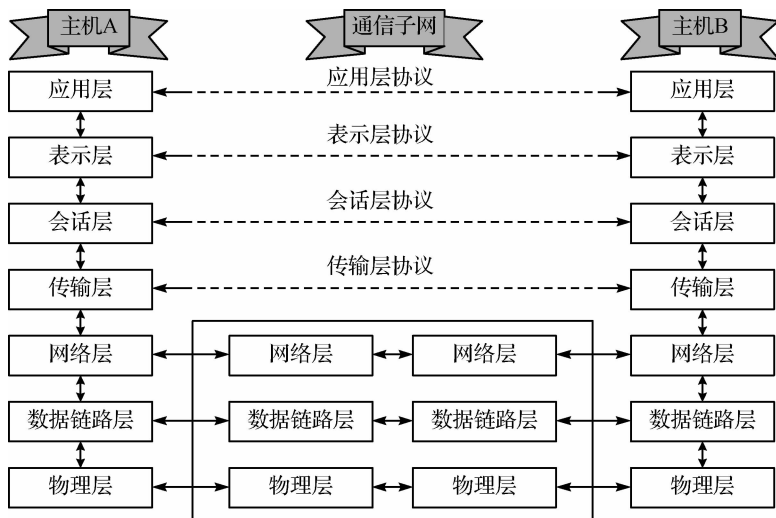 主机A 通信子网 主机B
应用层 应用层协议 应用层
表示层 表示层协议 表示层
会话层 会话层协议 会话层
传输层 传输层协议 传输层
网络层 网络层 网络层 网络层
数据链路层 数据链路层 数据链路层 数据链路层
物理层 物理层 物理层 物理层